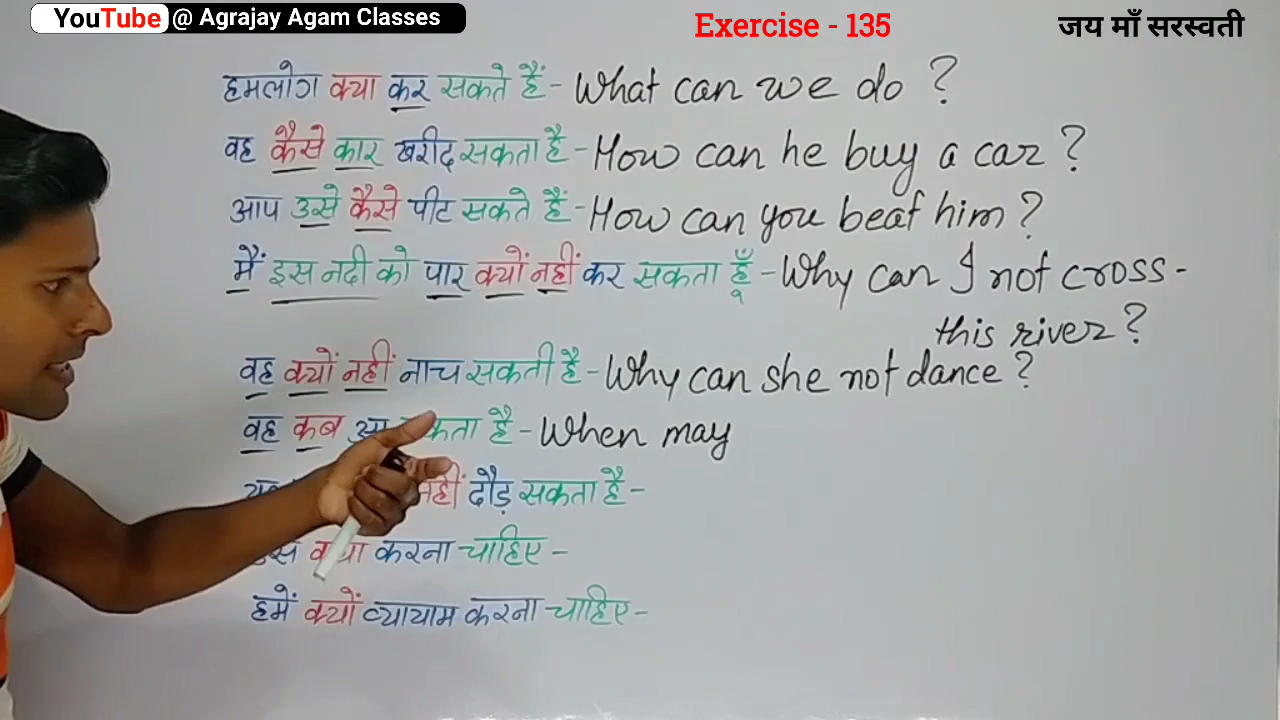 YouTube @ Agrajay Agam Classes
Exercise - 135
जय माँ सरस्वती
हमलोग क्या कर सकते हैं - What can we do ?
वह कैसे कार खरीद सकता है - How can he buy a car ?
आप उसे कैसे पीट सकते हैं - How can you beat him ?
मैं इस नदी को पार क्यों नहीं कर सकता हूँ - Why can I not cross -
this river ?
वह क्यों नहीं नाच सकती है - Why can she not dance ?
वह कब आ सकता है - When may
नहीं दौड़ सकता है -
क्या करना चाहिए -
हमें क्यों व्यायाम करना चाहिए -